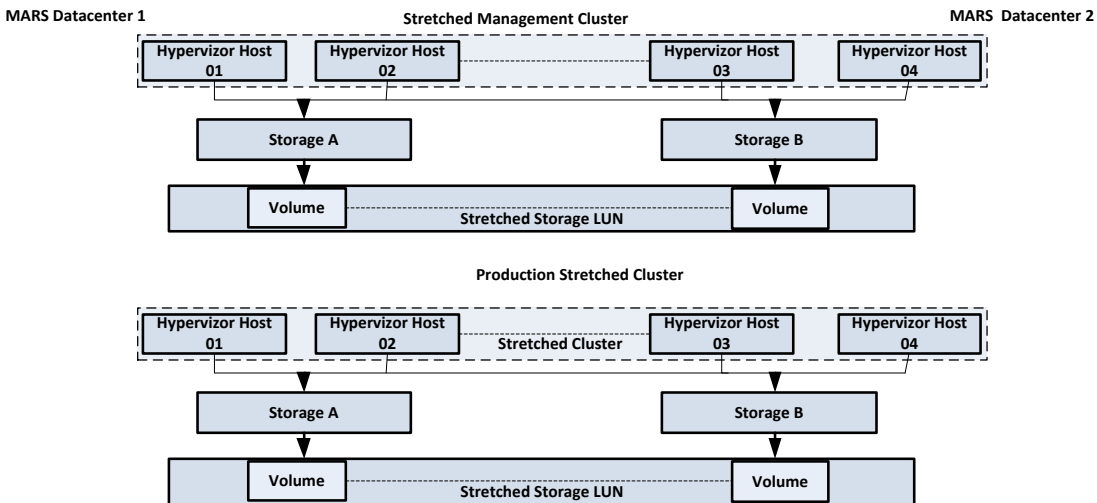 MARS Datacenter 1
Stretched Management Cluster
MARS  Datacenter 2
Hypervizor Host
01
Hypervizor Host
02
Hypervizor Host
03
Hypervizor Host
04
Storage A
Storage B
Volume
Stretched Storage LUN
Volume
Production Stretched Cluster
Hypervizor Host
01
Hypervizor Host
02
Stretched Cluster
Hypervizor Host
03
Hypervizor Host
04
Storage A
Storage B
Volume
Stretched Storage LUN
Volume